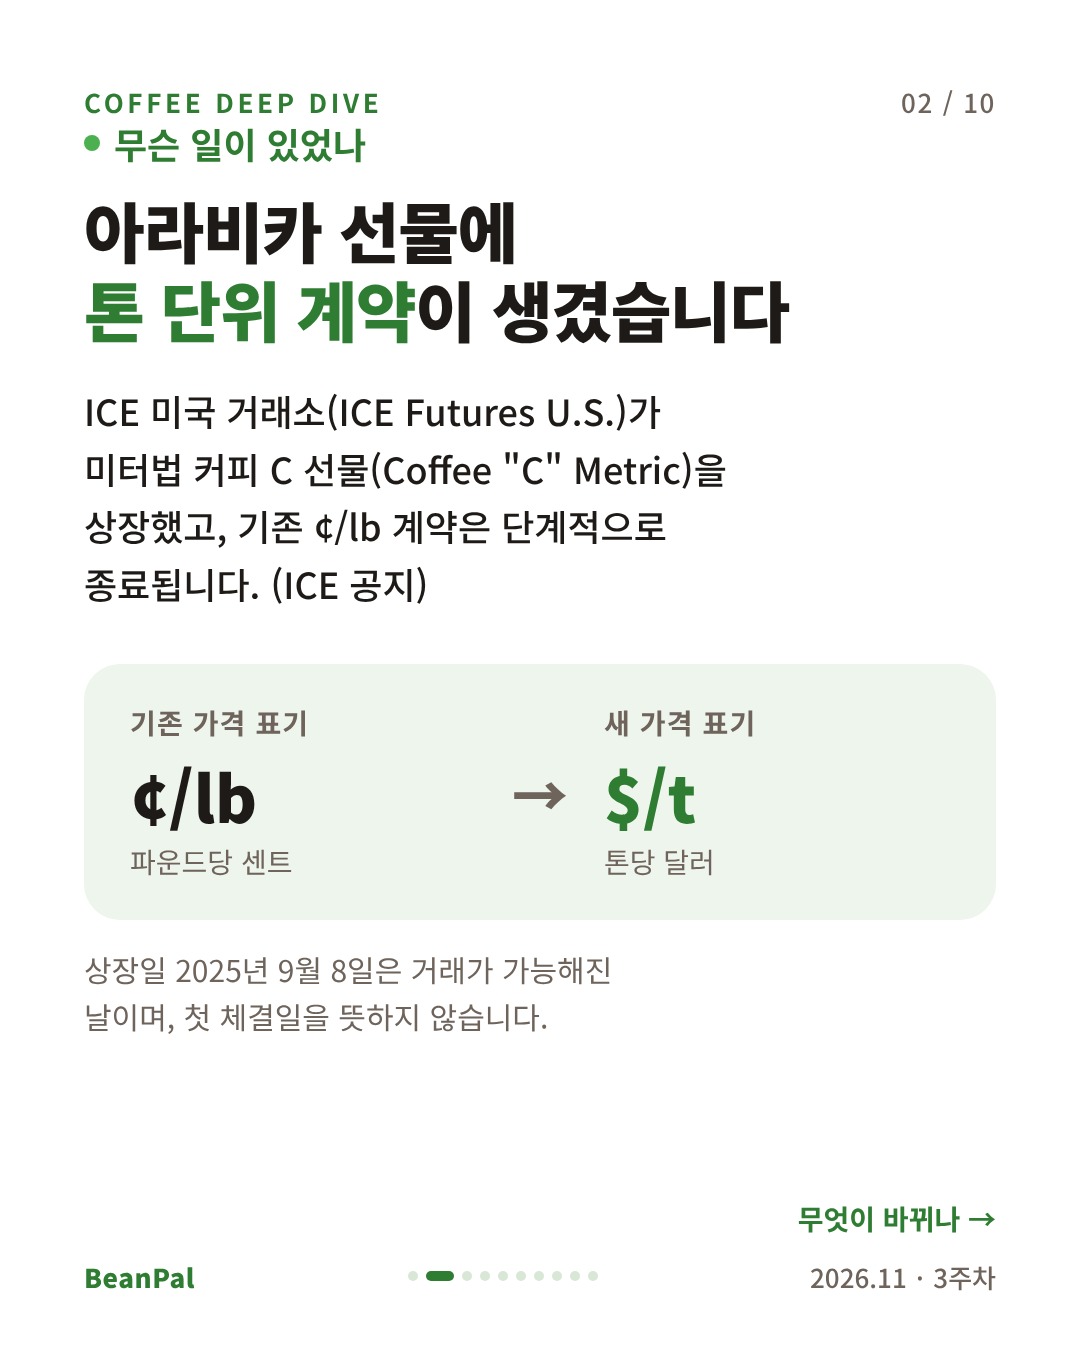 COFFEE DEEP DIVE
02 / 10
무슨 일이 있었나
아라비카 선물에
톤 단위 계약이 생겼습니다
ICE 미국 거래소(ICE Futures U.S.)가
미터법 커피 C 선물(Coffee "C" Metric)을
상장했고, 기존 ¢/lb 계약은 단계적으로
종료됩니다. (ICE 공지)
기존 가격 표기
¢/lb
파운드당 센트
→
새 가격 표기
$/t
톤당 달러
상장일 2025년 9월 8일은 거래가 가능해진
날이며, 첫 체결일을 뜻하지 않습니다.
무엇이 바뀌나 →
BeanPal
2026.11 · 3주차